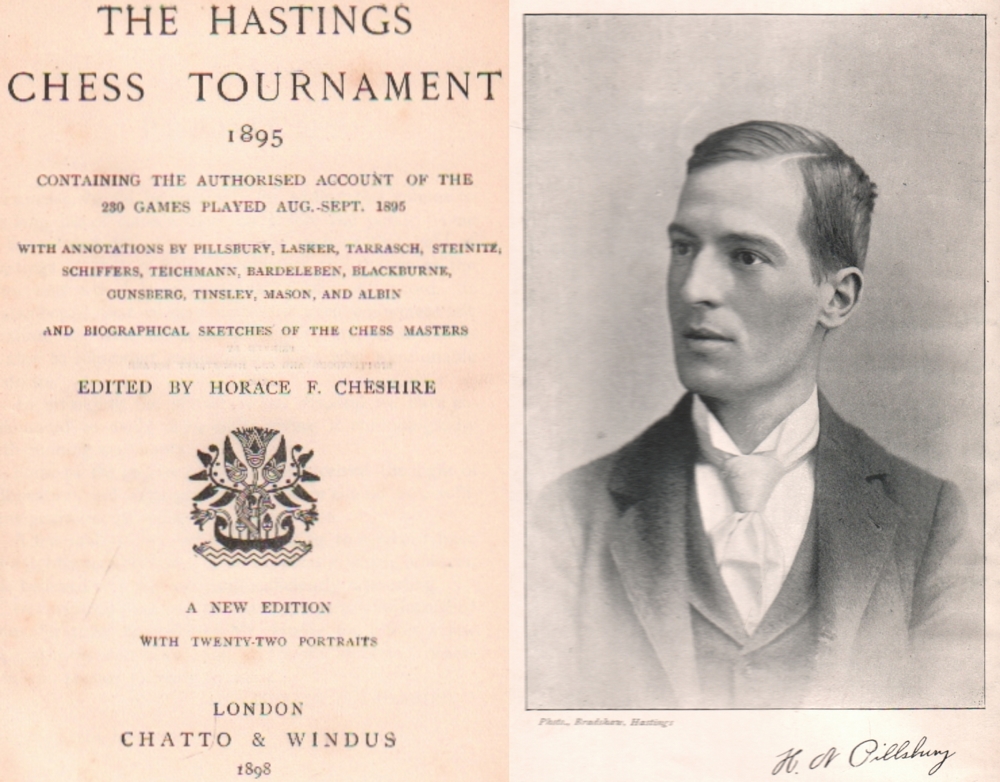 THE HASTINGS
CHESS TOURNAMENT
1895
CONTAINING THE AUTHORISED ACCOUNT OF THE
230 GAMES PLAYED AUG.-SEPT. 1895
WITH ANNOTATIONS BY PILLSBURY, LASKER, TARRASCH, STEINITZ,
SCHIFFERS, TEICHMANN, BARDELEBEN, BLACKBURNE,
GUNSBERG, TINSLEY, MASON, AND ALBIN
AND BIOGRAPHICAL SKETCHES OF THE CHESS MASTERS
EDITED BY HORACE F. CHESHIRE
A NEW EDITION
WITH TWENTY-TWO PORTRAITS
LONDON
CHATTO & WINDUS
1898
Photo., Bradshaw, Hastings
H. N Pillsbury